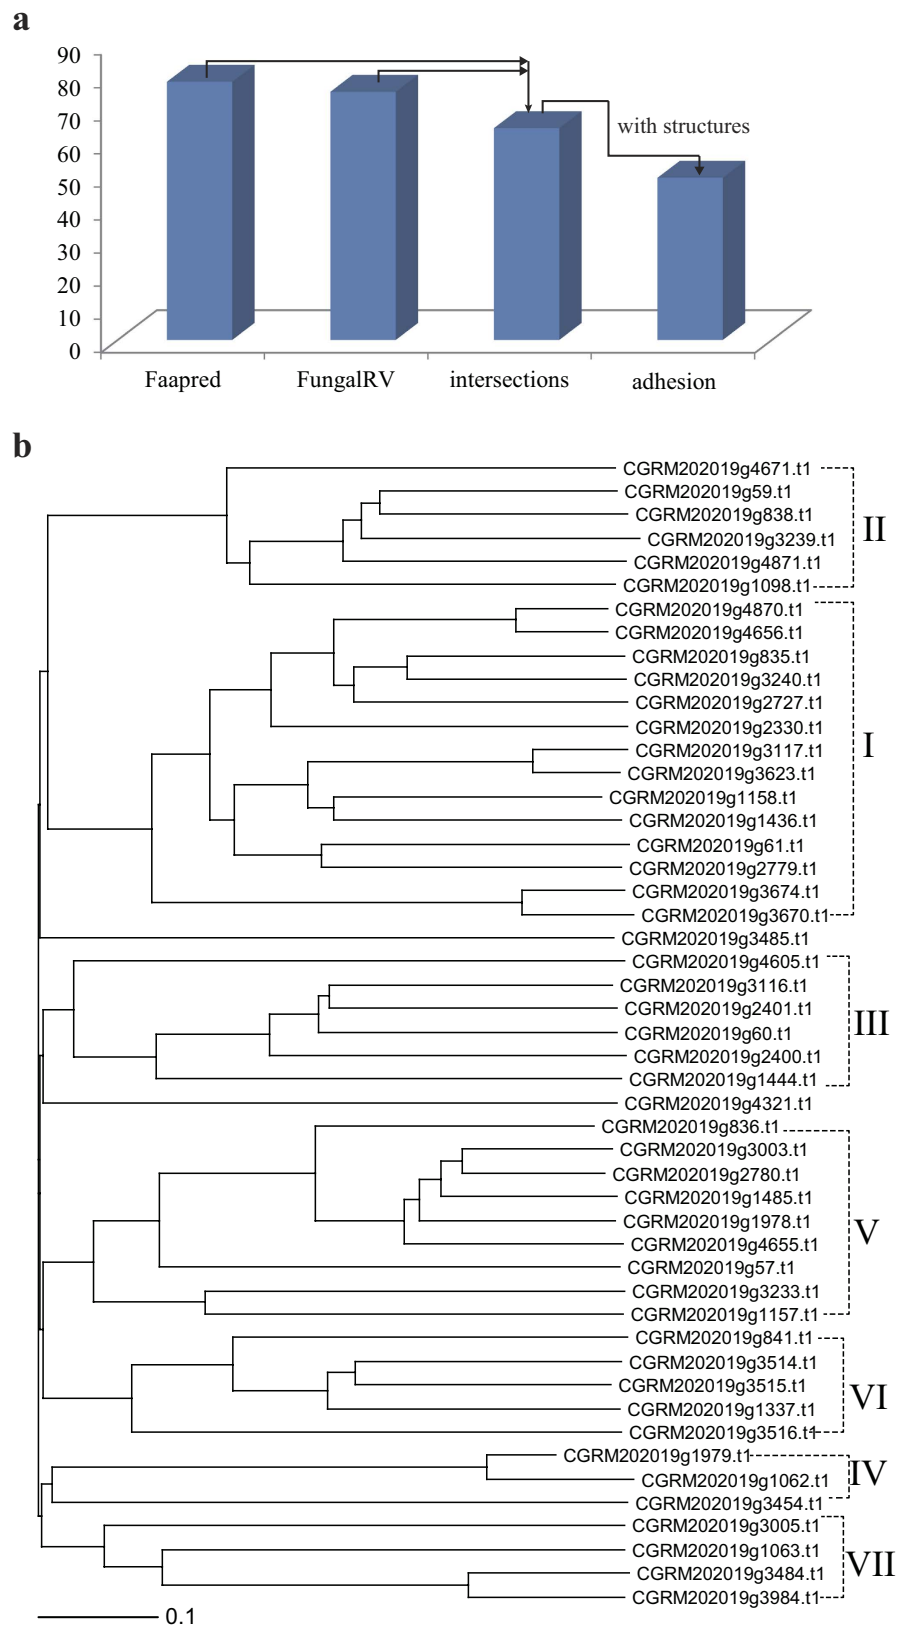 a
90
80
70
60
50
40
30
20
10
0
with structures
Faapred
FungalRV
intersections
adhesion
b
CGRM202019g4671.t1
CGRM202019g59.t1
CGRM202019g838.t1
CGRM202019g3239.t1
CGRM202019g4871.t1
CGRM202019g1098.t1
II
CGRM202019g4870.t1
CGRM202019g4656.t1
CGRM202019g835.t1
CGRM202019g3240.t1
CGRM202019g2727.t1
CGRM202019g2330.t1
CGRM202019g3117.t1
CGRM202019g3623.t1
CGRM202019g1158.t1
CGRM202019g1436.t1
CGRM202019g61.t1
CGRM202019g2779.t1
CGRM202019g3674.t1
CGRM202019g3670.t1
I
CGRM202019g3485.t1
CGRM202019g4605.t1
CGRM202019g3116.t1
CGRM202019g2401.t1
CGRM202019g60.t1
CGRM202019g2400.t1
CGRM202019g1444.t1
III
CGRM202019g4321.t1
CGRM202019g836.t1
CGRM202019g3003.t1
CGRM202019g2780.t1
CGRM202019g1485.t1
CGRM202019g1978.t1
CGRM202019g4655.t1
CGRM202019g57.t1
CGRM202019g3233.t1
CGRM202019g1157.t1
V
CGRM202019g841.t1
CGRM202019g3514.t1
CGRM202019g3515.t1
CGRM202019g1337.t1
CGRM202019g3516.t1
VI
CGRM202019g1979.t1
CGRM202019g1062.t1
CGRM202019g3454.t1
IV
CGRM202019g3005.t1
CGRM202019g1063.t1
CGRM202019g3484.t1
CGRM202019g3984.t1
VII
0.1